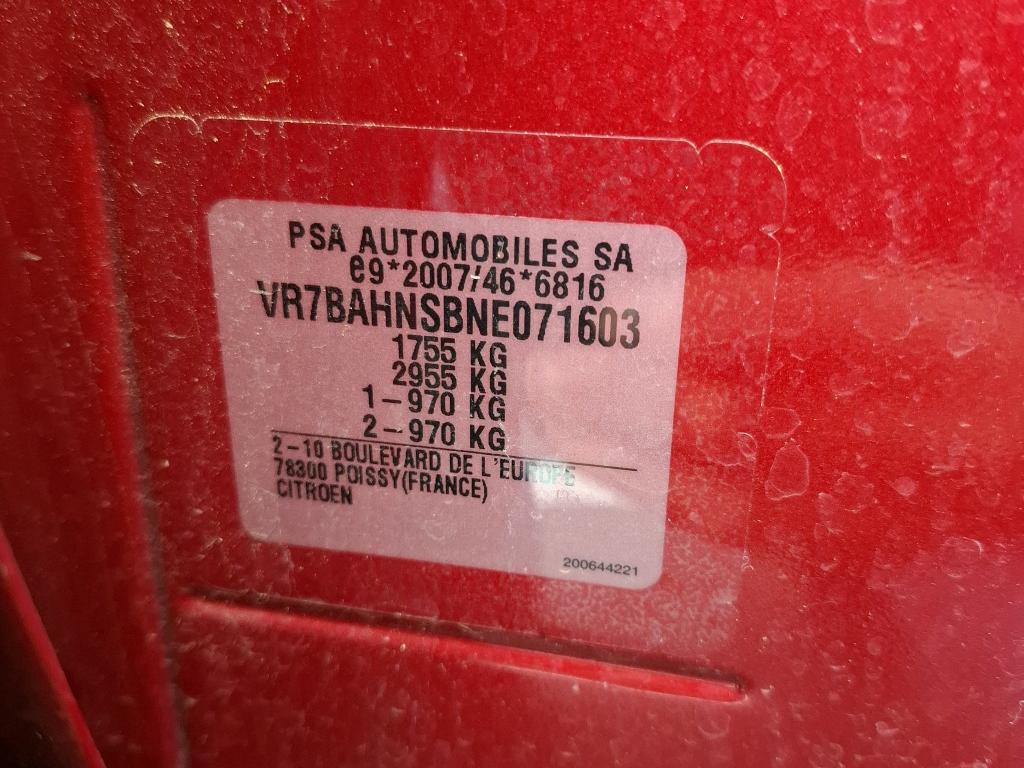 PSA AUTOMOBILES SA
e9*2007/46*6816
VR7BAHNSBNE071603
1755 KG
2955 KG
1-970 KG
2-970 KG
2-10 BOULEVARD DE L'EUROPE
78300 POISSY(FRANCE)
CITROEN
200644221